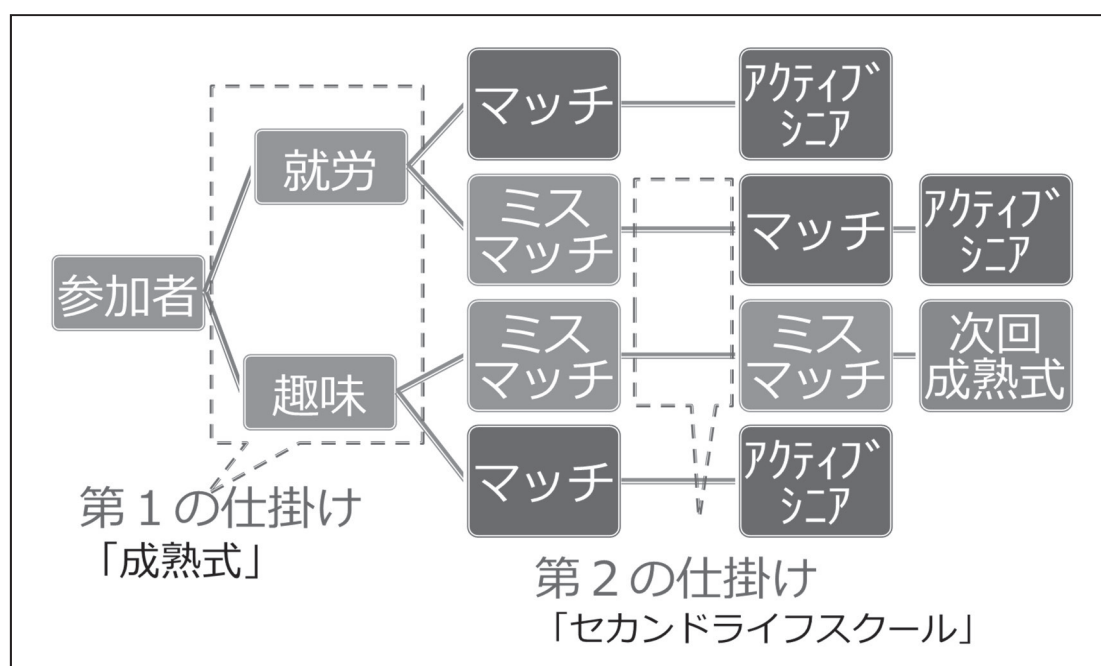 参加者
就労
趣味
マッチ
アクティブ
シニア
ミス
マッチ
マッチ
アクティブ
シニア
ミス
マッチ
ミス
マッチ
次回
成熟式
マッチ
アクティブ
シニア
第１の仕掛け
「成熟式」
第２の仕掛け
「セカンドライフスクール」